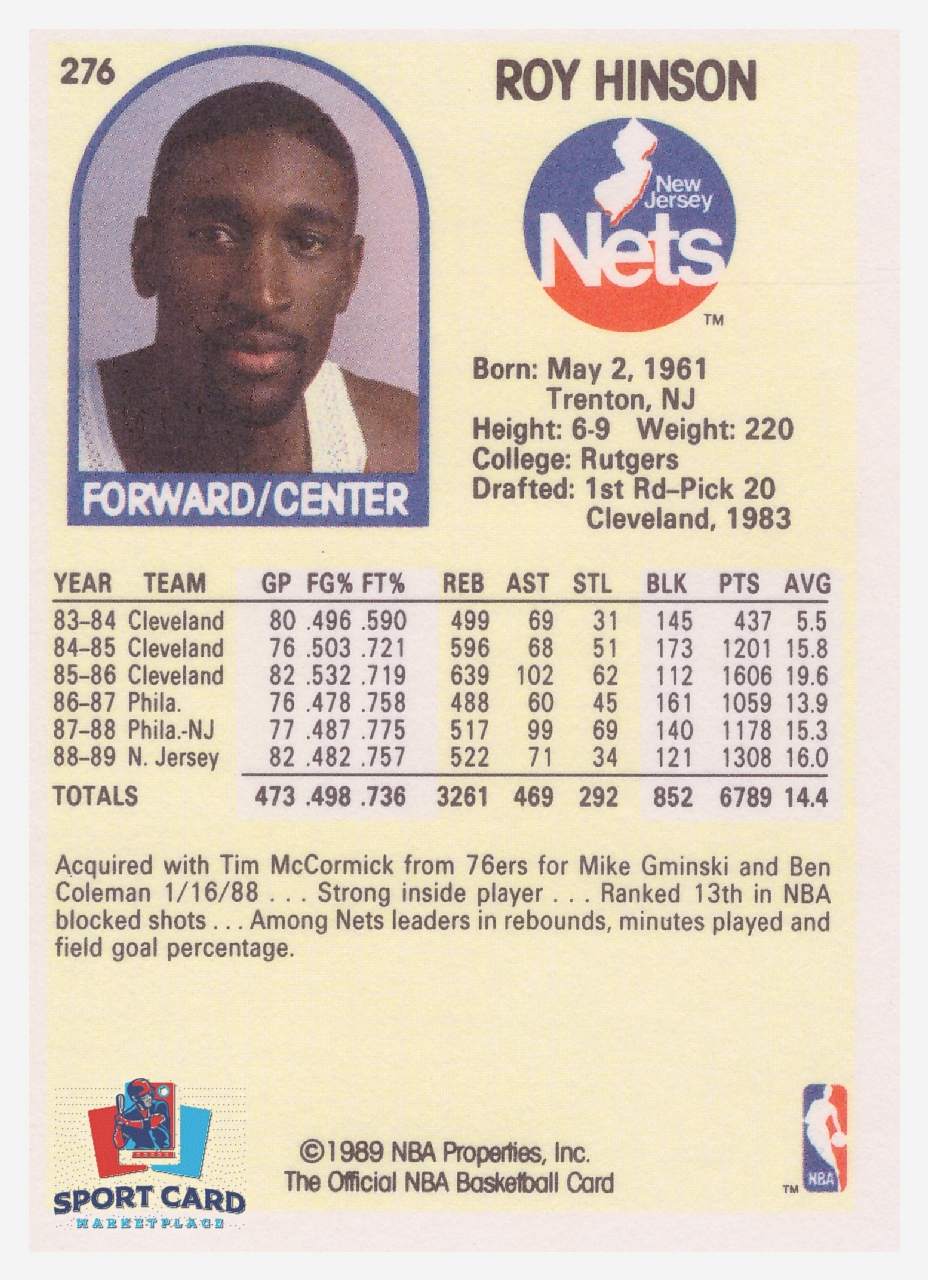 276
ROY HINSON
New
Jersey
Nets
TM
Born: May 2, 1961
Trenton, NJ
Height: 6-9 Weight: 220
College: Rutgers
Drafted: 1st Rd–Pick 20
Cleveland, 1983
FORWARD/CENTER
YEAR TEAM GP FG% FT% REB AST STL BLK PTS AVG
83–84 Cleveland 80 .496 .590 499 69 31 145 437 5.5
84–85 Cleveland 76 .503 .721 596 68 51 173 1201 15.8
85–86 Cleveland 82 .532 .719 639 102 62 112 1606 19.6
86–87 Phila. 76 .478 .758 488 60 45 161 1059 13.9
87–88 Phila.-NJ 77 .487 .775 517 99 69 140 1178 15.3
88–89 N. Jersey 82 .482 .757 522 71 34 121 1308 16.0
TOTALS 473 .498 .736 3261 469 292 852 6789 14.4
Acquired with Tim McCormick from 76ers for Mike Gminski and Ben
Coleman 1/16/88 . . . Strong inside player . . . Ranked 13th in NBA
blocked shots . . . Among Nets leaders in rebounds, minutes played and
field goal percentage.
SPORT CARD
MARKETPLACE
©1989 NBA Properties, Inc.
The Official NBA Basketball Card
TM
NBA